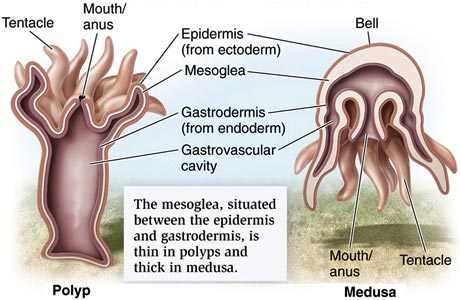 Tentacle
Mouth/
anus
Epidermis
(from ectoderm)
Mesoglea
Gastrodermis
(from endoderm)
Gastrovascular
cavity
Bell
The mesoglea, situated
between the epidermis
and gastrodermis, is
thin in polyps and
thick in medusa.
Mouth/
anus
Tentacle
Polyp
Medusa